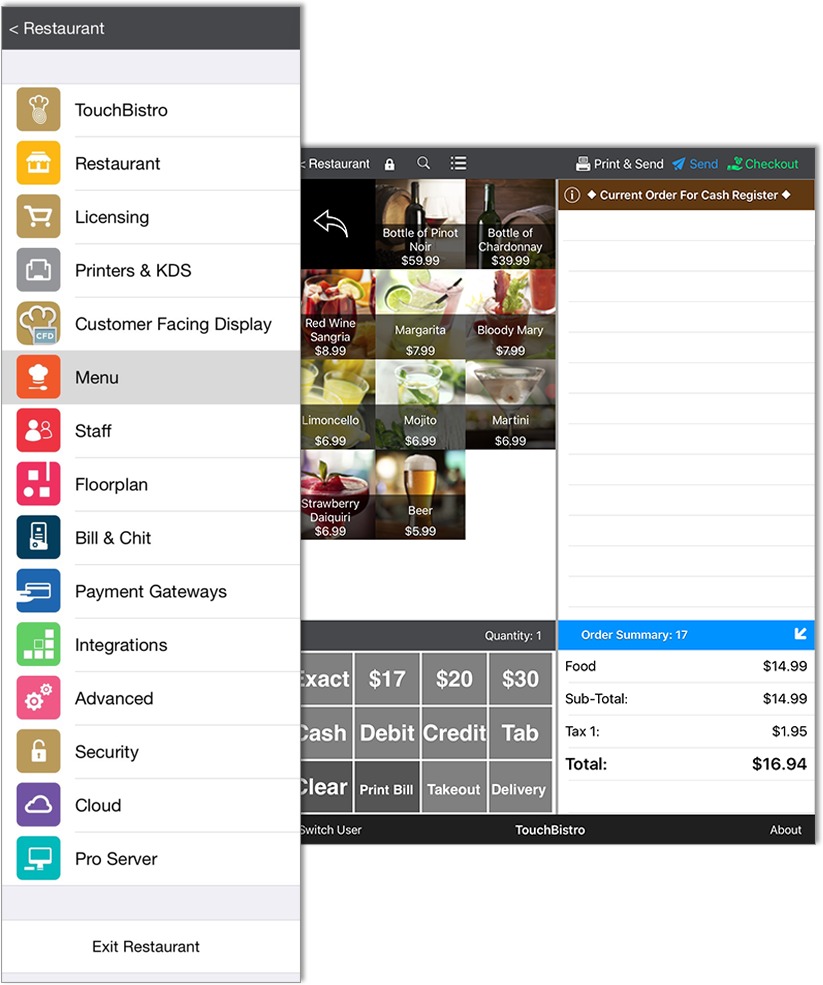 < Restaurant
TouchBistro
Restaurant
Licensing
Printers & KDS
Customer Facing Display
CFD
Menu
Staff
Floorplan
Bill & Chit
Payment Gateways
Integrations
Advanced
Security
Cloud
Pro Server
Exit Restaurant
< Restaurant
Print & Send
Send
Checkout
Bottle of Pinot
Noir
$59.99
Bottle of
Chardonnay
$39.99
Red Wine
Sangria
$8.99
Margarita
$7.99
Bloody Mary
$7.99
Limoncello
$6.99
Mojito
$6.99
Martini
$6.99
Strawberry
Daiquiri
$6.99
Beer
$5.99
Quantity: 1
Exact $17 $20 $30
Cash Debit Credit Tab
Clear Print Bill Takeout Delivery
i ◆ Current Order For Cash Register ◆
Order Summary: 17
Food $14.99
Sub-Total: $14.99
Tax 1: $1.95
Total: $16.94
Switch User TouchBistro About